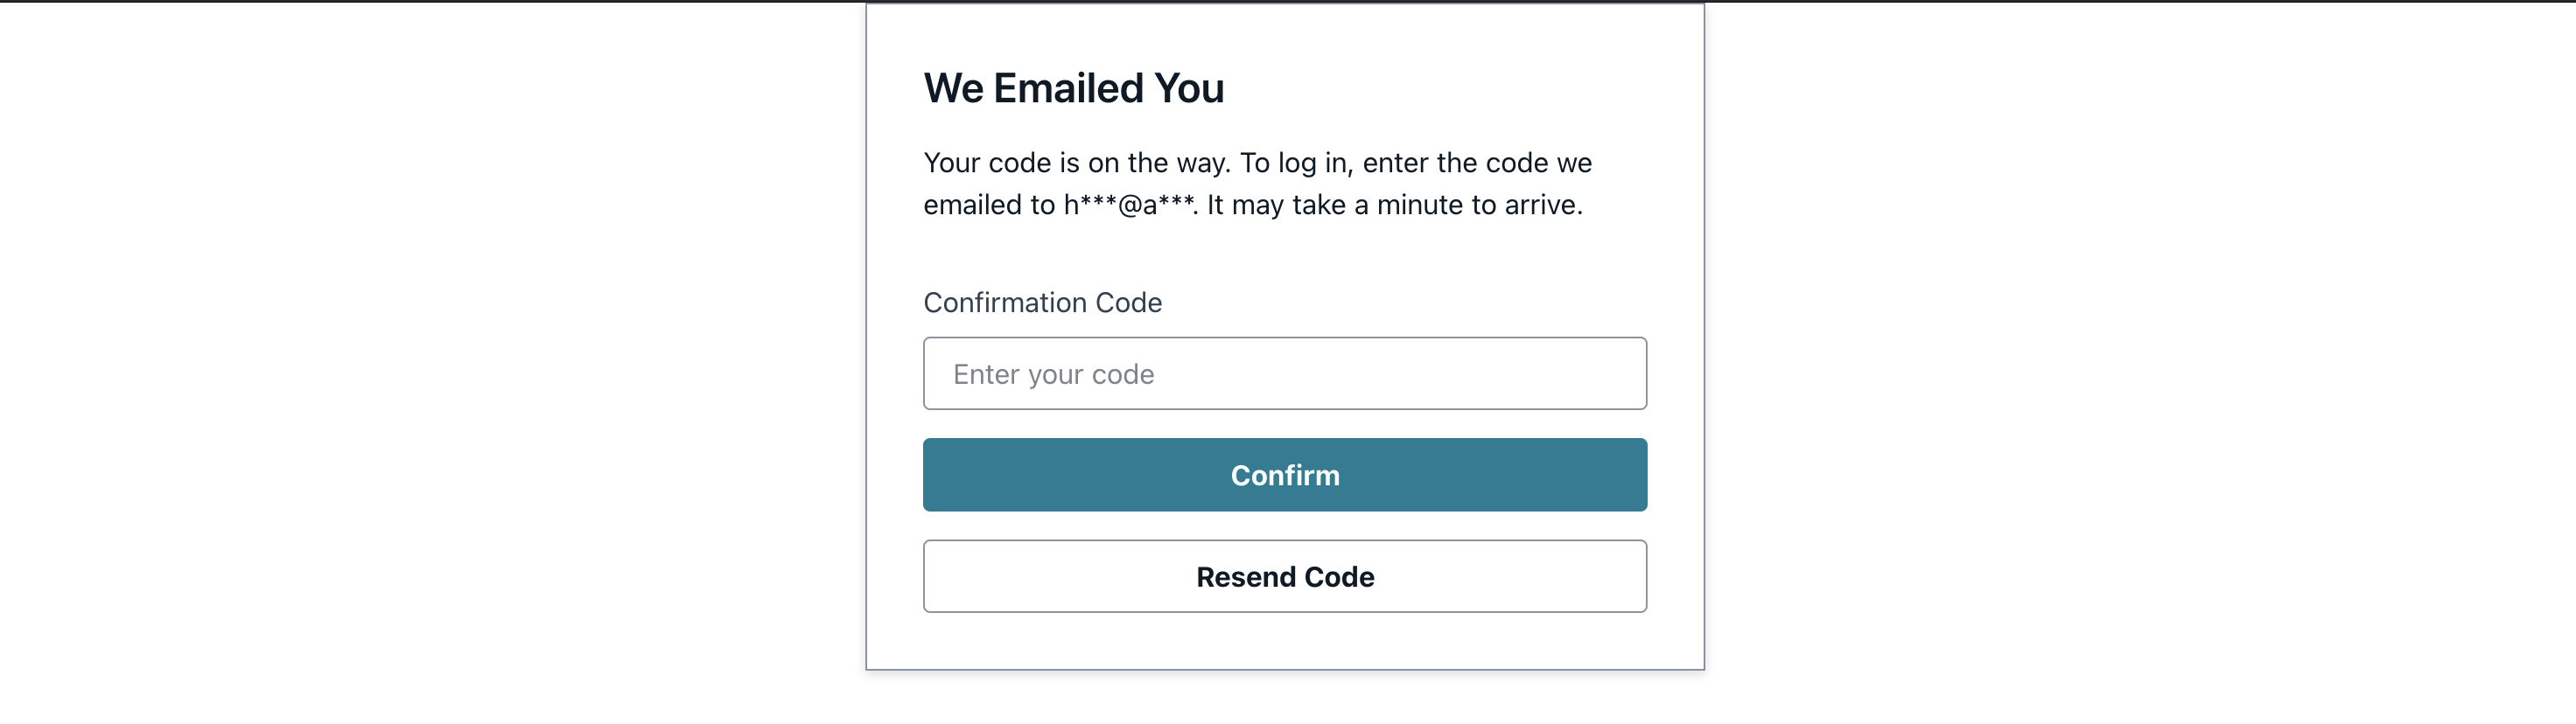 We Emailed You
Your code is on the way. To log in, enter the code we
emailed to h***@a***. It may take a minute to arrive.
Confirmation Code
Enter your code
Confirm
Resend Code